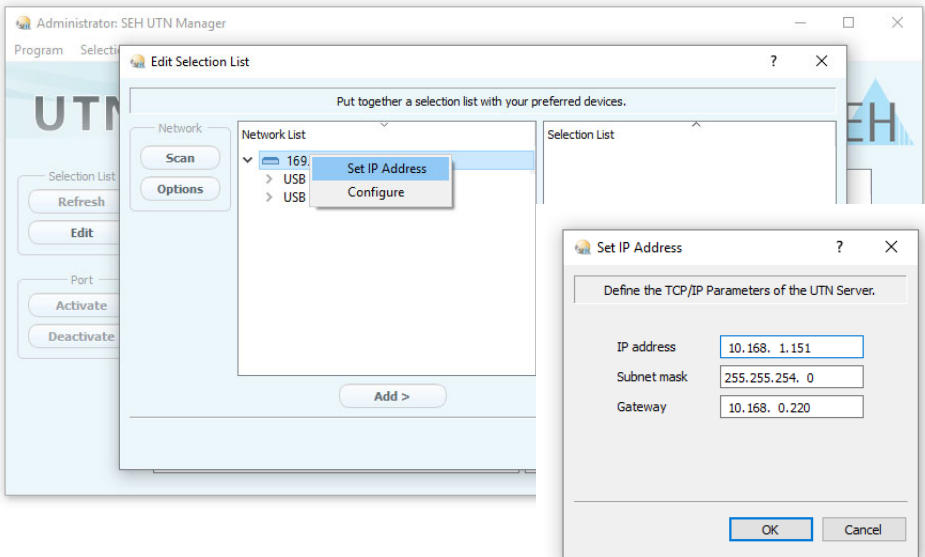 Administrator: SEH UTN Manager
Program
UTN
Selection List
Refresh
Edit
Port
Activate
Deactivate
Edit Selection List
?
Put together a selection list with your preferred devices.
Network
Scan
Options
Network List
169.
USB
USB
Set IP Address
Configure
Add >
Selection List
Set IP Address
?
Define the TCP/IP Parameters of the UTN Server.
IP address 10.168. 1.151
Subnet mask 255.255.254. 0
Gateway 10.168. 0.220
OK Cancel